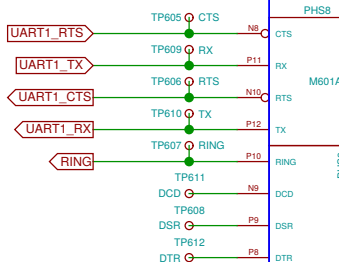 PHS8
TP605 CTS
UART1_RTS N8 CTS
TP609 RX
UART1_TX P11 RX
TP606 RTS M601A
UART1_CTS N10 RTS
TP610 TX
UART1_RX P12 TX
TP607 RING
RING P10 RING
TP611
DCD N9 DCD
TP608
DSR P9 DSR
TP612
DTR P8 DTR